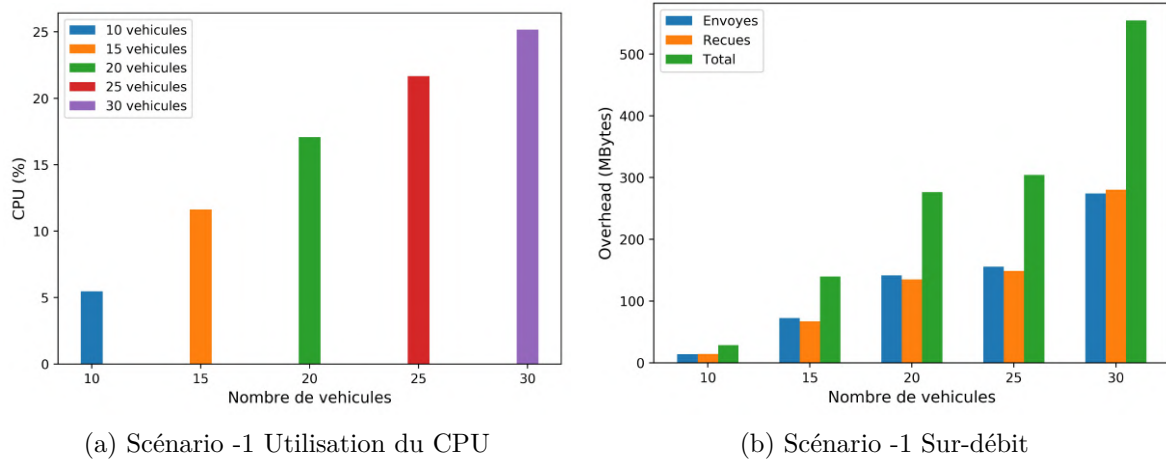 25
20
15
10
5
0
CPU (%)
10 vehicules
15 vehicules
20 vehicules
25 vehicules
30 vehicules
10 15 20 25 30
Nombre de vehicules
(a) Scénario -1 Utilisation du CPU
500
400
300
200
100
0
Overhead (MBytes)
Envoyes
Recues
Total
10 15 20 25 30
Nombre de vehicules
(b) Scénario -1 Sur-débit